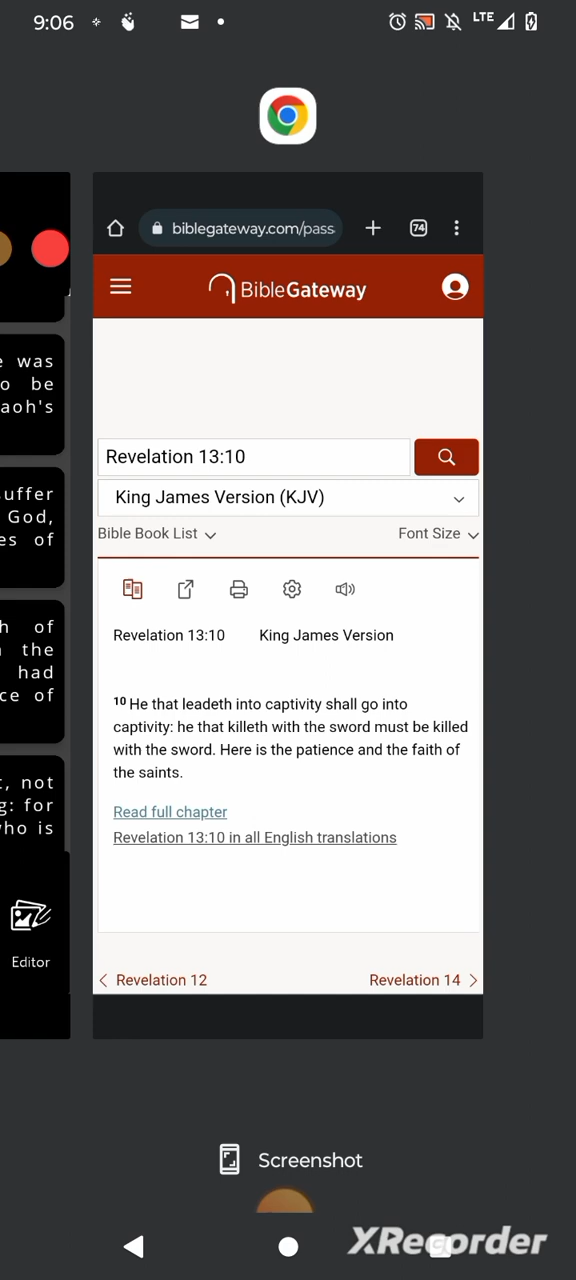 9:06
LTE
biblegateway.com/pass
74
BibleGateway
Revelation 13:10
King James Version (KJV)
Bible Book List
Font Size
Revelation 13:10 King James Version
10 He that leadeth into captivity shall go into
captivity: he that killeth with the sword must be killed
with the sword. Here is the patience and the faith of
the saints.
Read full chapter
Revelation 13:10 in all English translations
Revelation 12
Revelation 14
e was
o be
aoh's
uffer
God,
es of
h of
the
had
ce of
t, not
g: for
who is
Editor
Screenshot
XRecorder